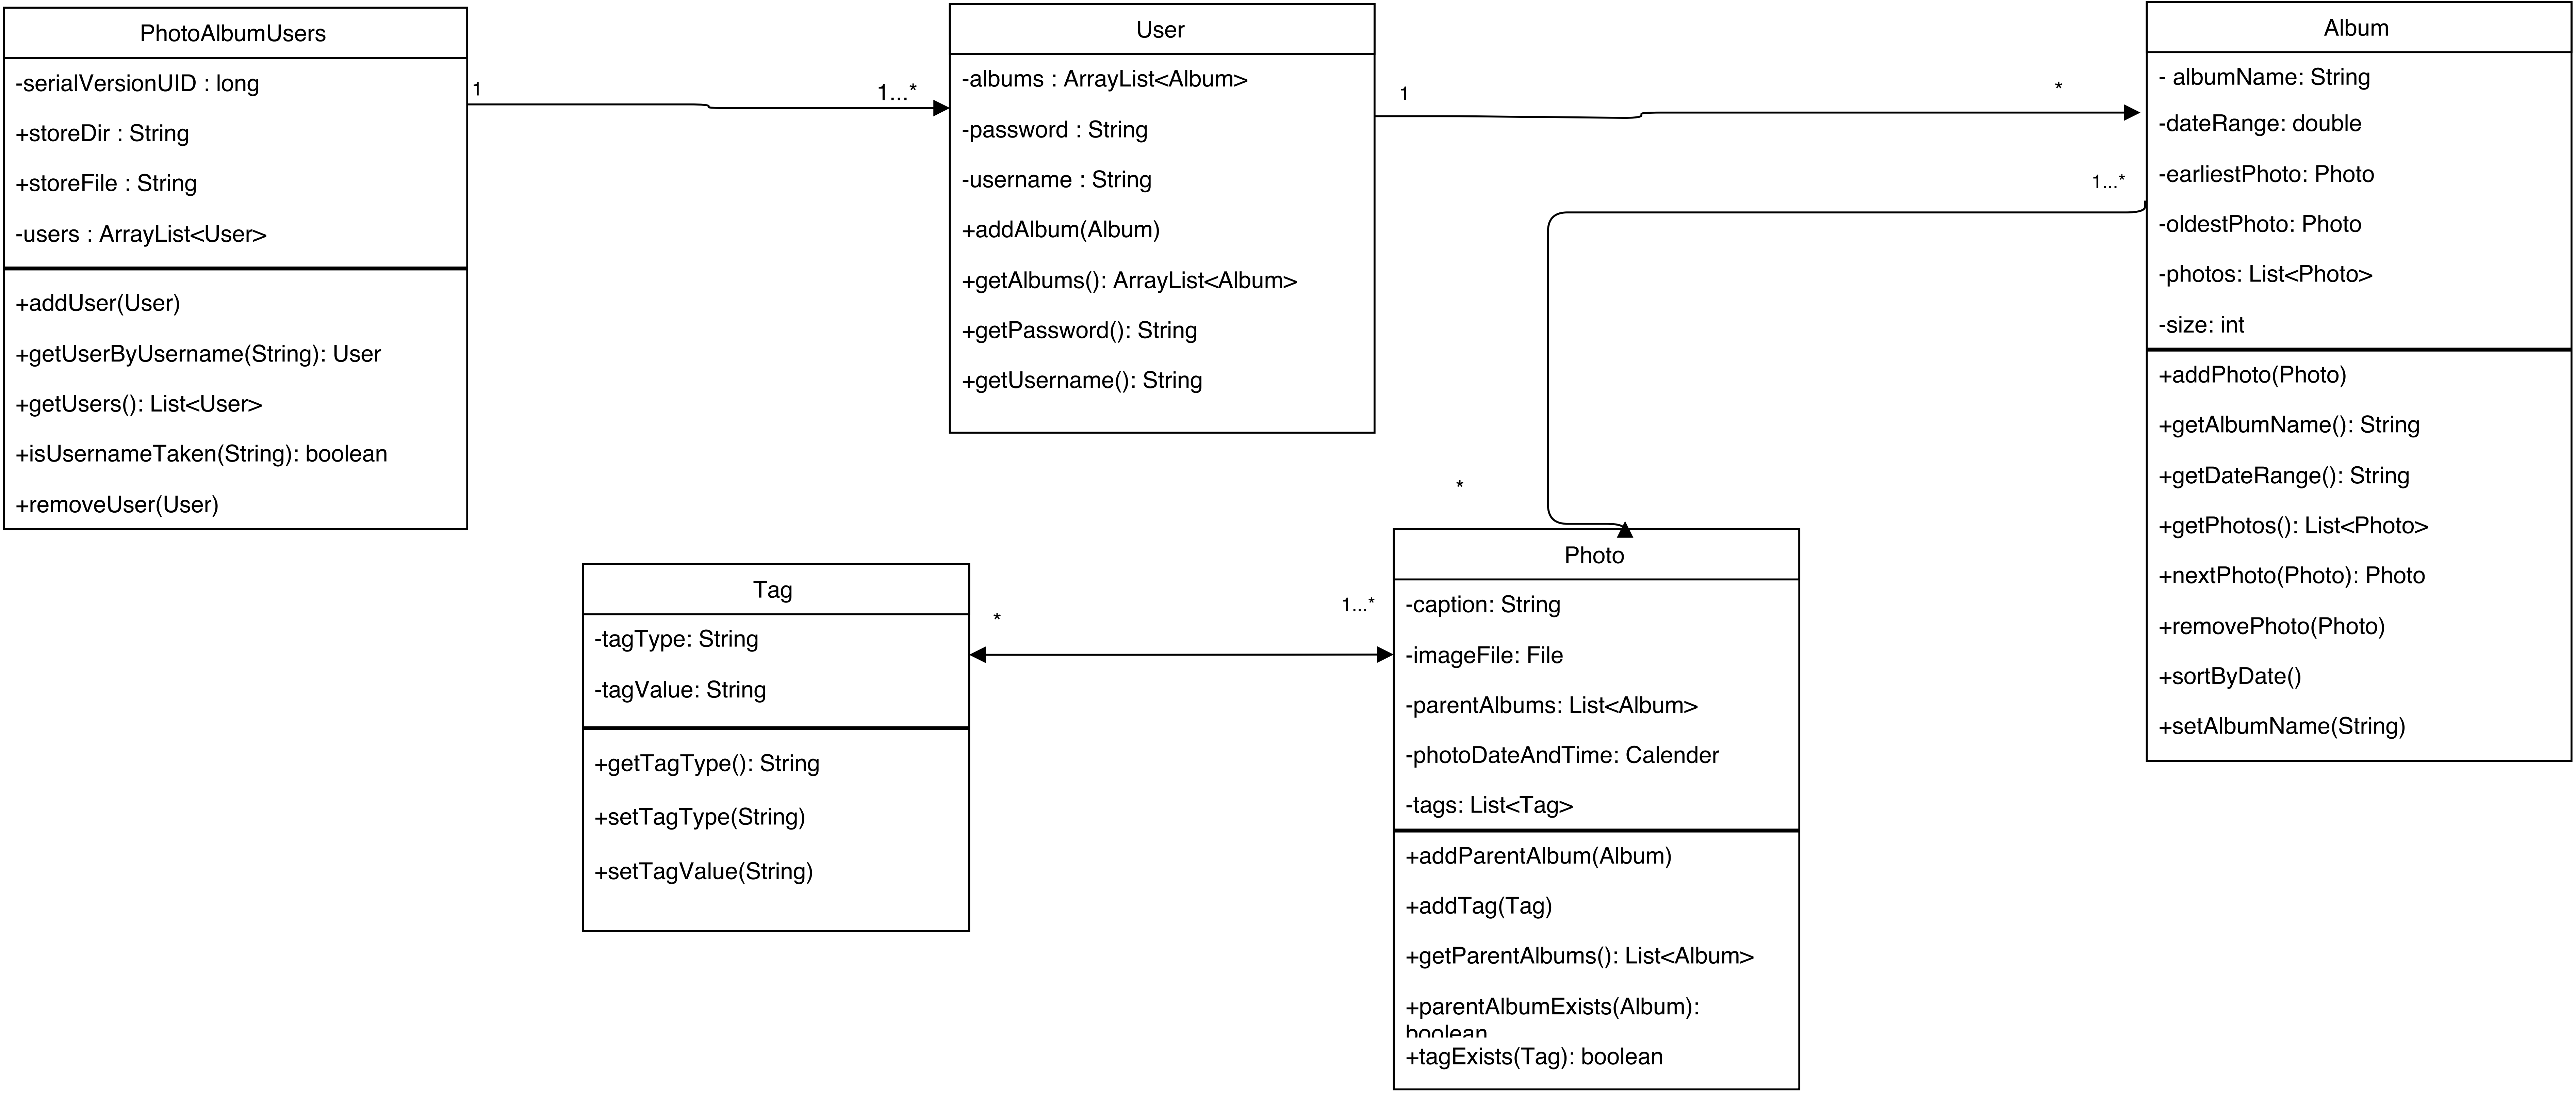 PhotoAlbumUsers
-serialVersionUID : long
+storeDir : String
+storeFile : String
-users : ArrayList<User>
+addUser(User)
+getUserByUsername(String): User
+getUsers(): List<User>
+isUsernameTaken(String): boolean
+removeUser(User)
1
1...*
User
-albums : ArrayList<Album>
-password : String
-username : String
+addAlbum(Album)
+getAlbums(): ArrayList<Album>
+getPassword(): String
+getUsername(): String
1
*
1...*
*
Album
- albumName: String
-dateRange: double
-earliestPhoto: Photo
-oldestPhoto: Photo
-photos: List<Photo>
-size: int
+addPhoto(Photo)
+getAlbumName(): String
+getDateRange(): String
+getPhotos(): List<Photo>
+nextPhoto(Photo): Photo
+removePhoto(Photo)
+sortByDate()
+setAlbumName(String)
Tag
-tagType: String
-tagValue: String
+getTagType(): String
+setTagType(String)
+setTagValue(String)
*
1...*
Photo
-caption: String
-imageFile: File
-parentAlbums: List<Album>
-photoDateAndTime: Calender
-tags: List<Tag>
+addParentAlbum(Album)
+addTag(Tag)
+getParentAlbums(): List<Album>
+parentAlbumExists(Album):
boolean
+tagExists(Tag): boolean